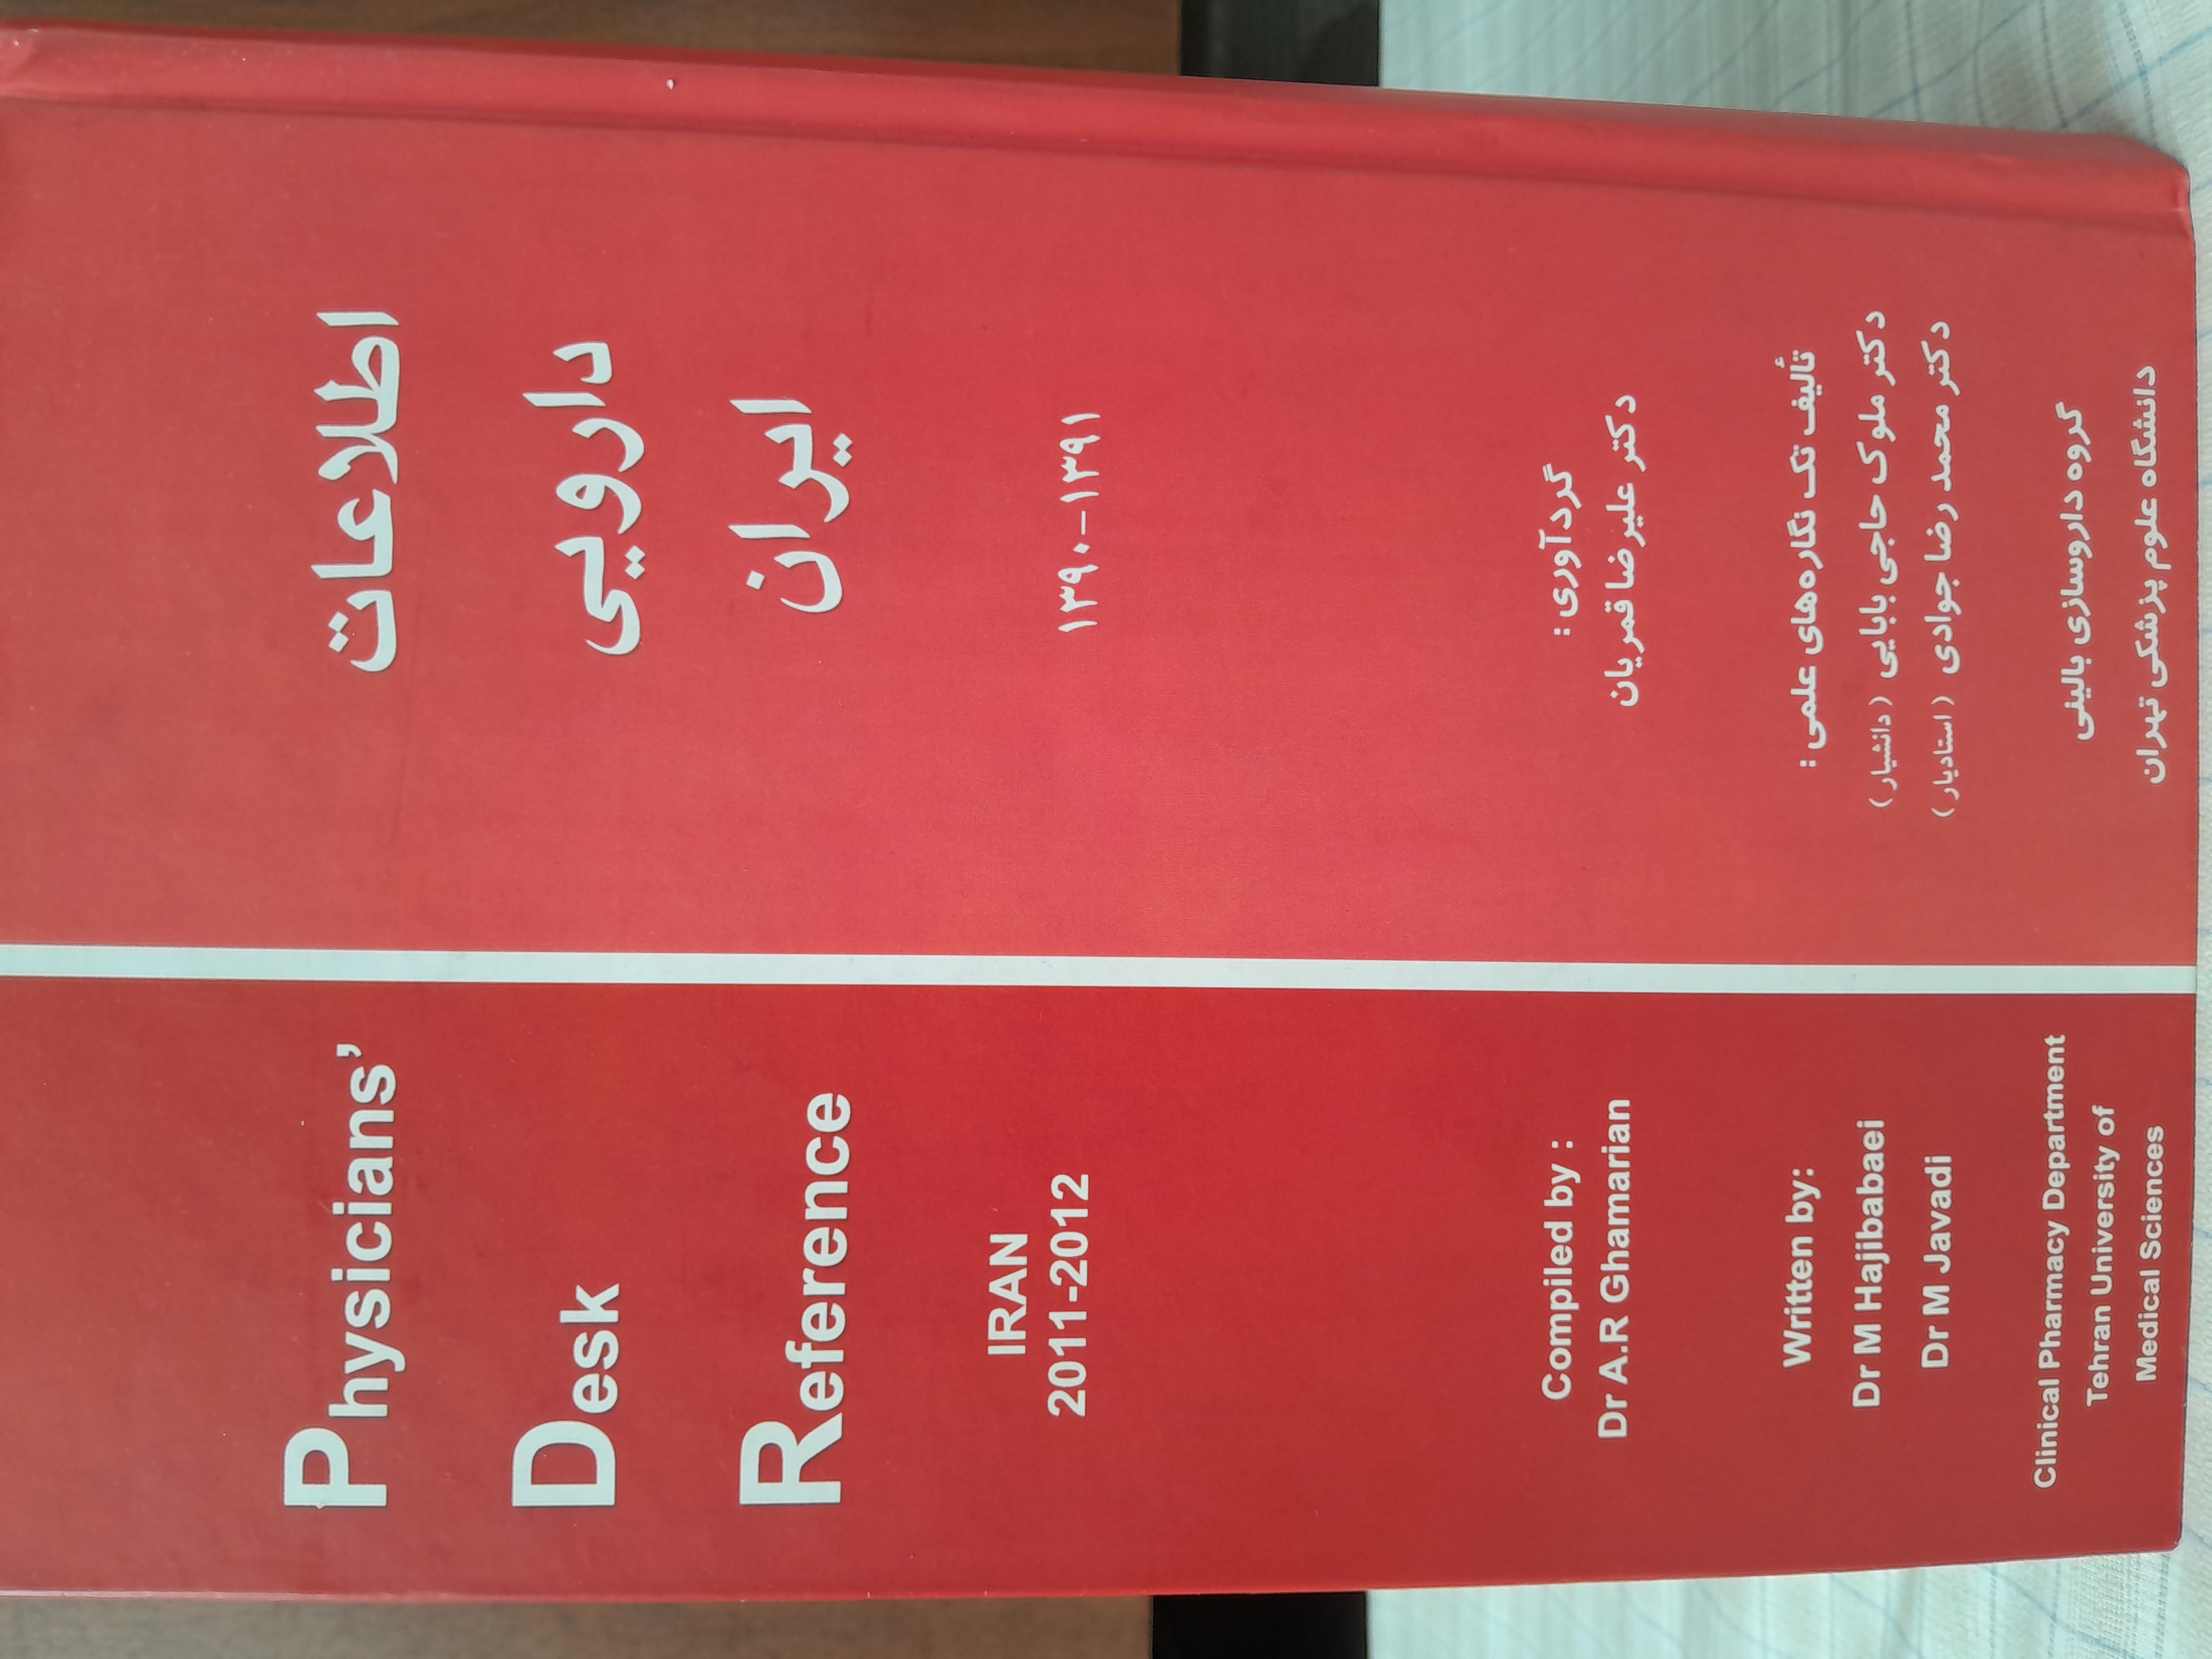 Physicians’
Desk
Reference
IRAN
2011-2012
Compiled by :
Dr A.R Ghamarian
Written by:
Dr M Hajibabaei
Dr M Javadi
Clinical Pharmacy Department
Tehran University of
Medical Sciences
اطلاعات
دارویی
ایران
۱۳۹۰-۱۳۹۱
گردآوری :
دکتر علیرضا قمریان
تألیف تک نگاره‌های علمی :
دکتر ملوک حاجی بابایی ( دانشیار )
دکتر محمد رضا جوادی ( استادیار )
گروه داروسازی بالینی
دانشگاه علوم پزشکی تهران